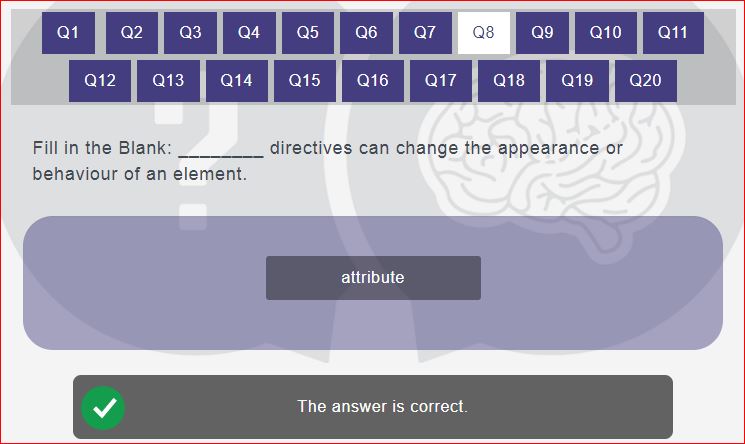 Q1 Q2 Q3 Q4 Q5 Q6 Q7 Q8 Q9 Q10 Q11
Q12 Q13 Q14 Q15 Q16 Q17 Q18 Q19 Q20
Fill in the Blank: ________ directives can change the appearance or
behaviour of an element.
attribute
The answer is correct.